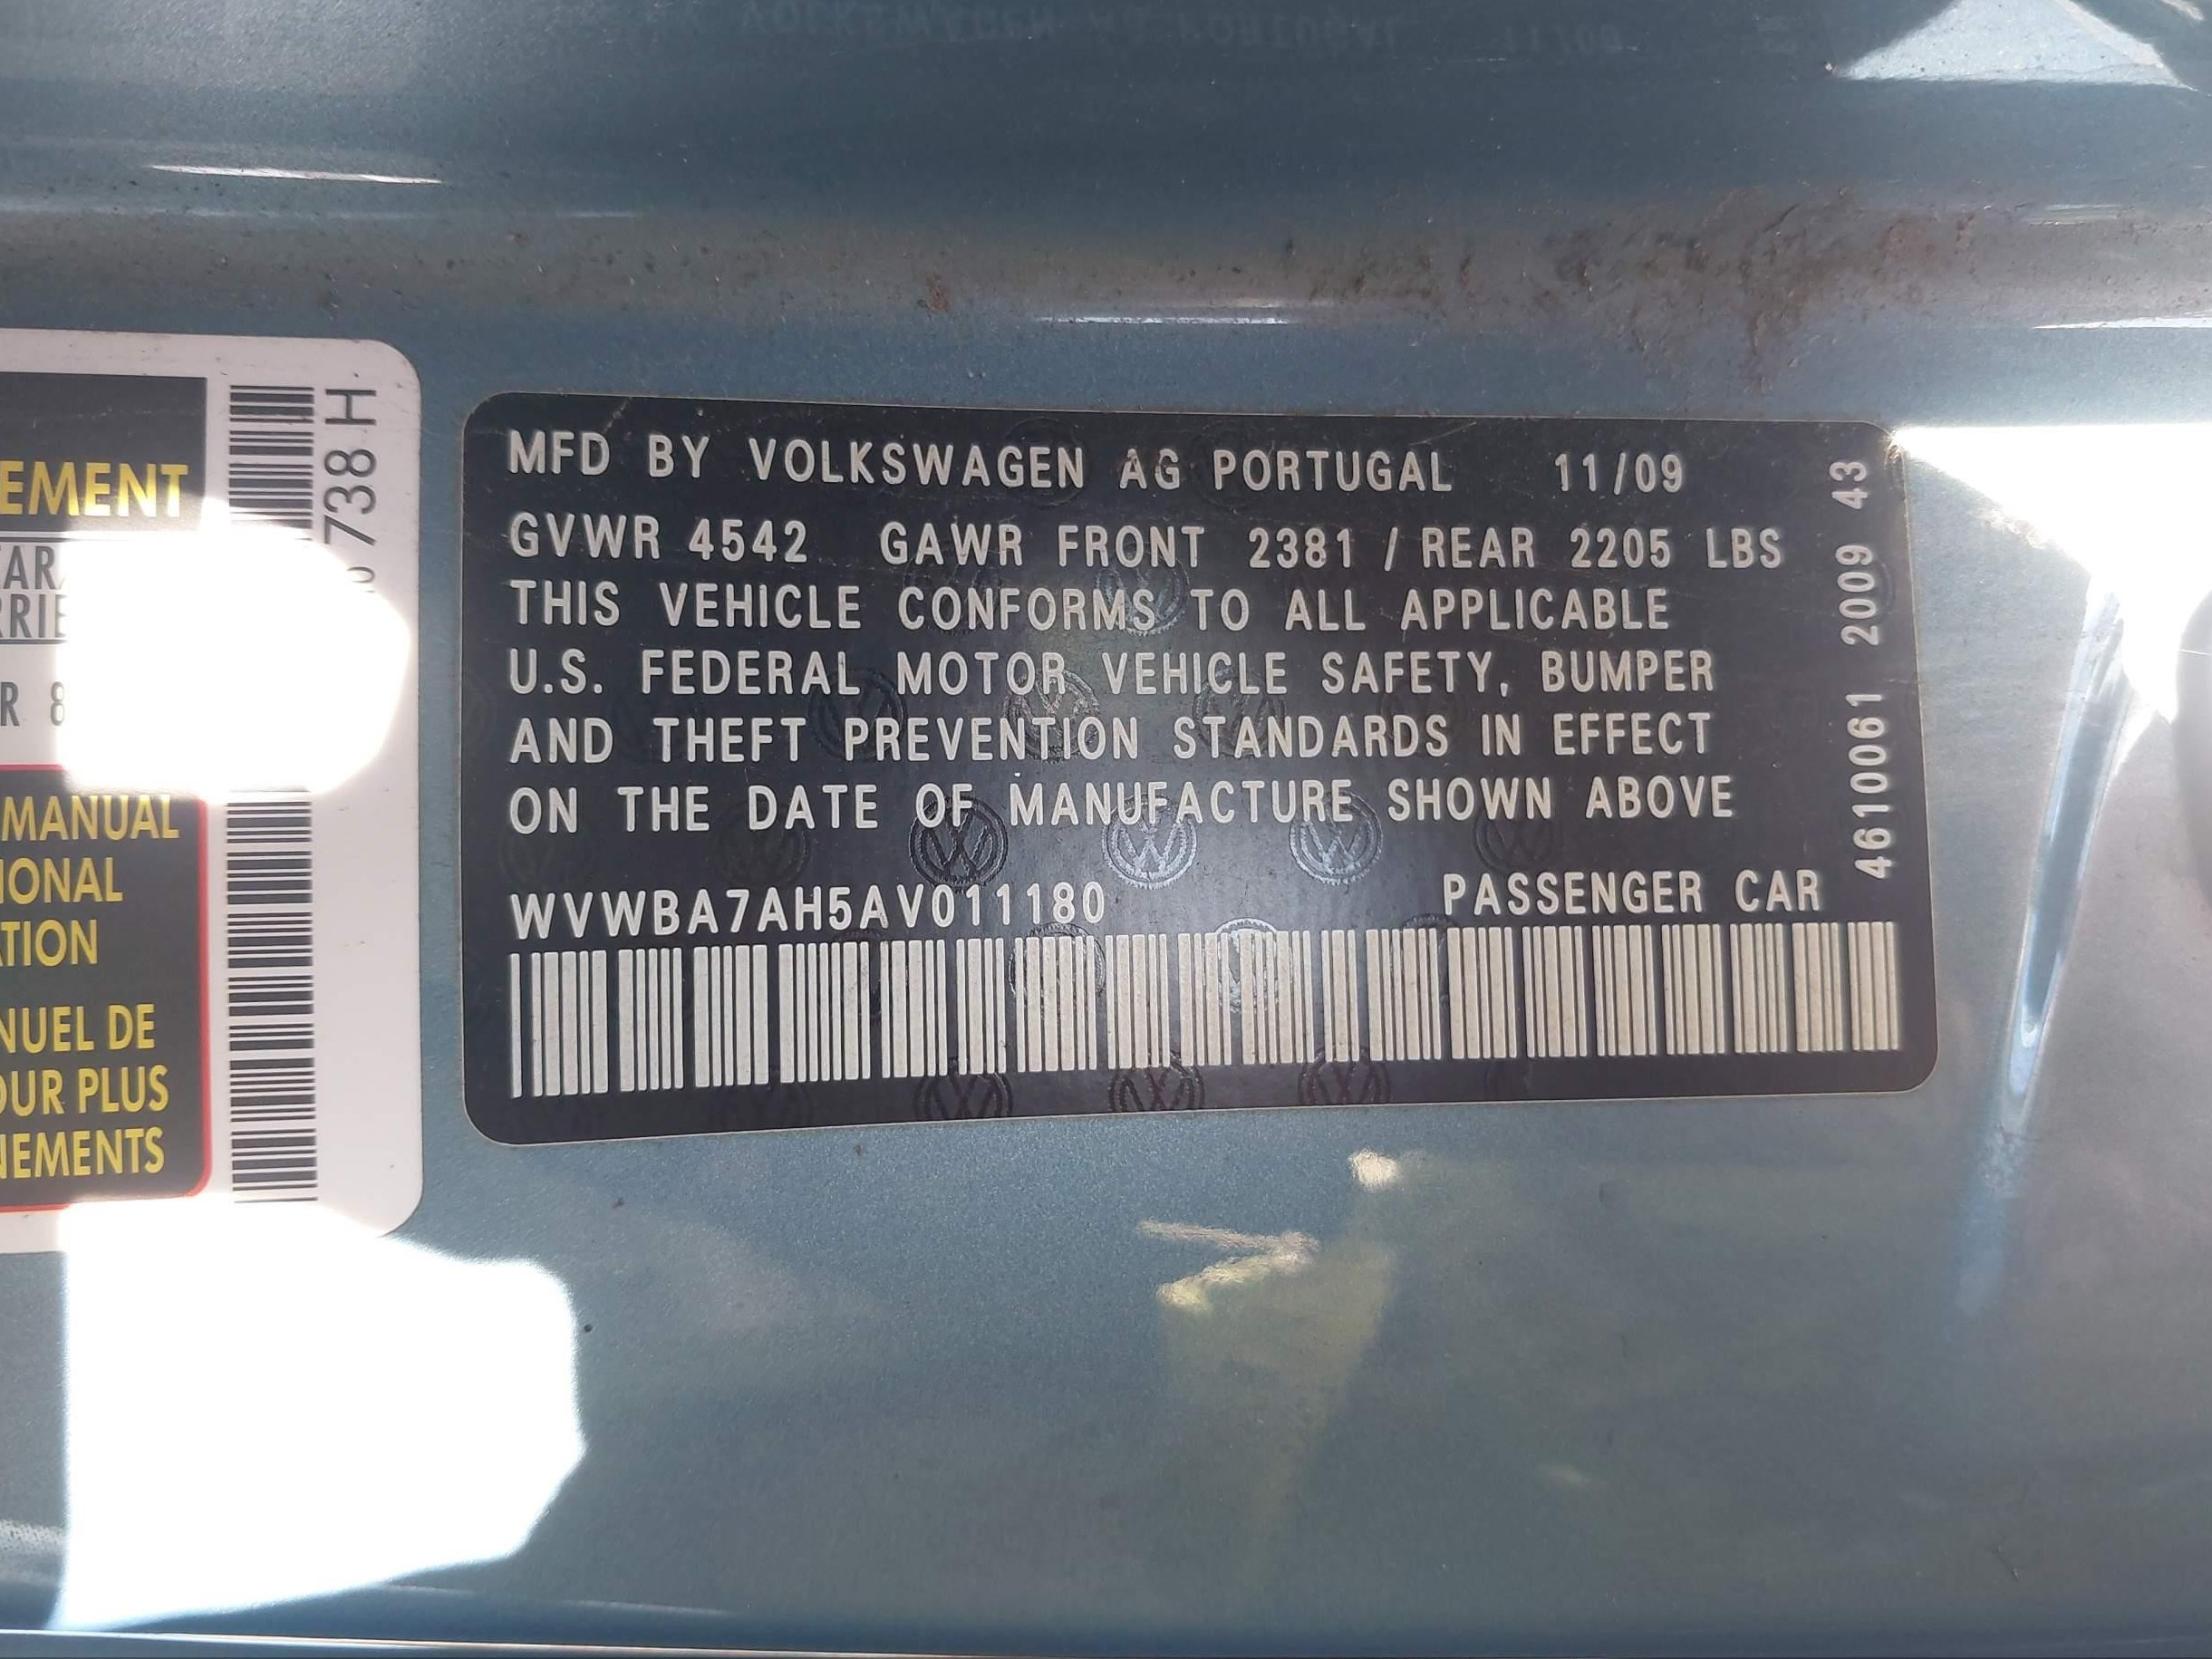 EMENT
738 H
R 8
MANUAL
IONAL
ATION
NUEL DE
OUR PLUS
NEMENTS
MFD BY VOLKSWAGEN AG PORTUGAL 11/09
GVWR 4542 GAWR FRONT 2381 / REAR 2205 LBS
THIS VEHICLE CONFORMS TO ALL APPLICABLE
U.S. FEDERAL MOTOR VEHICLE SAFETY, BUMPER
AND THEFT PREVENTION STANDARDS IN EFFECT
ON THE DATE OF MANUFACTURE SHOWN ABOVE
WVWBA7AH5AV011180 PASSENGER CAR
4610061 2009 43